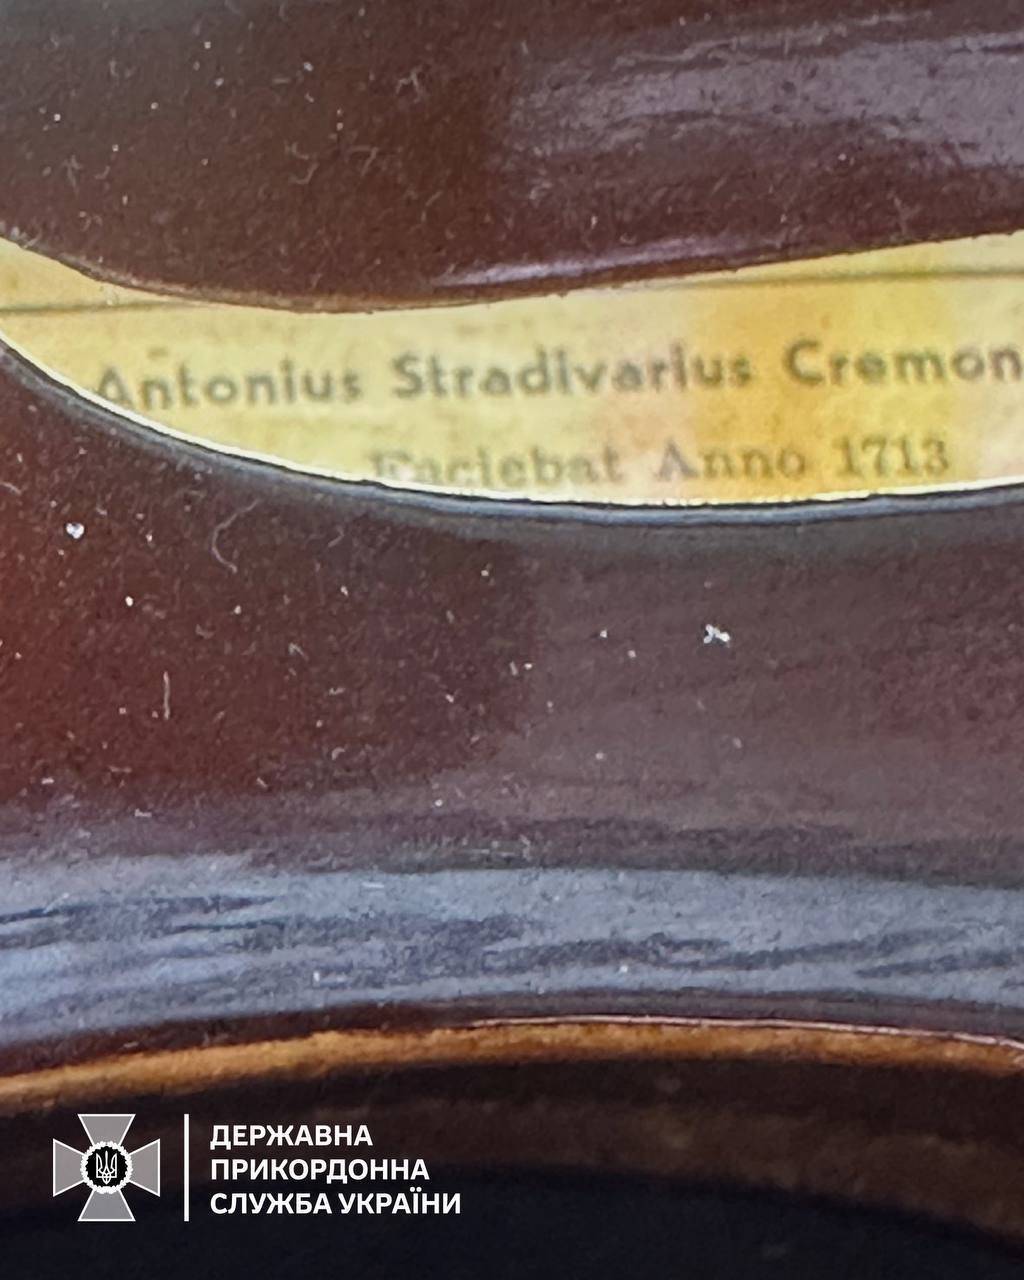 Antonius Stradivarius Cremon
Faciebat Anno 1713
ДЕРЖАВНА
ПРИКОРДОННА
СЛУЖБА УКРАЇНИ